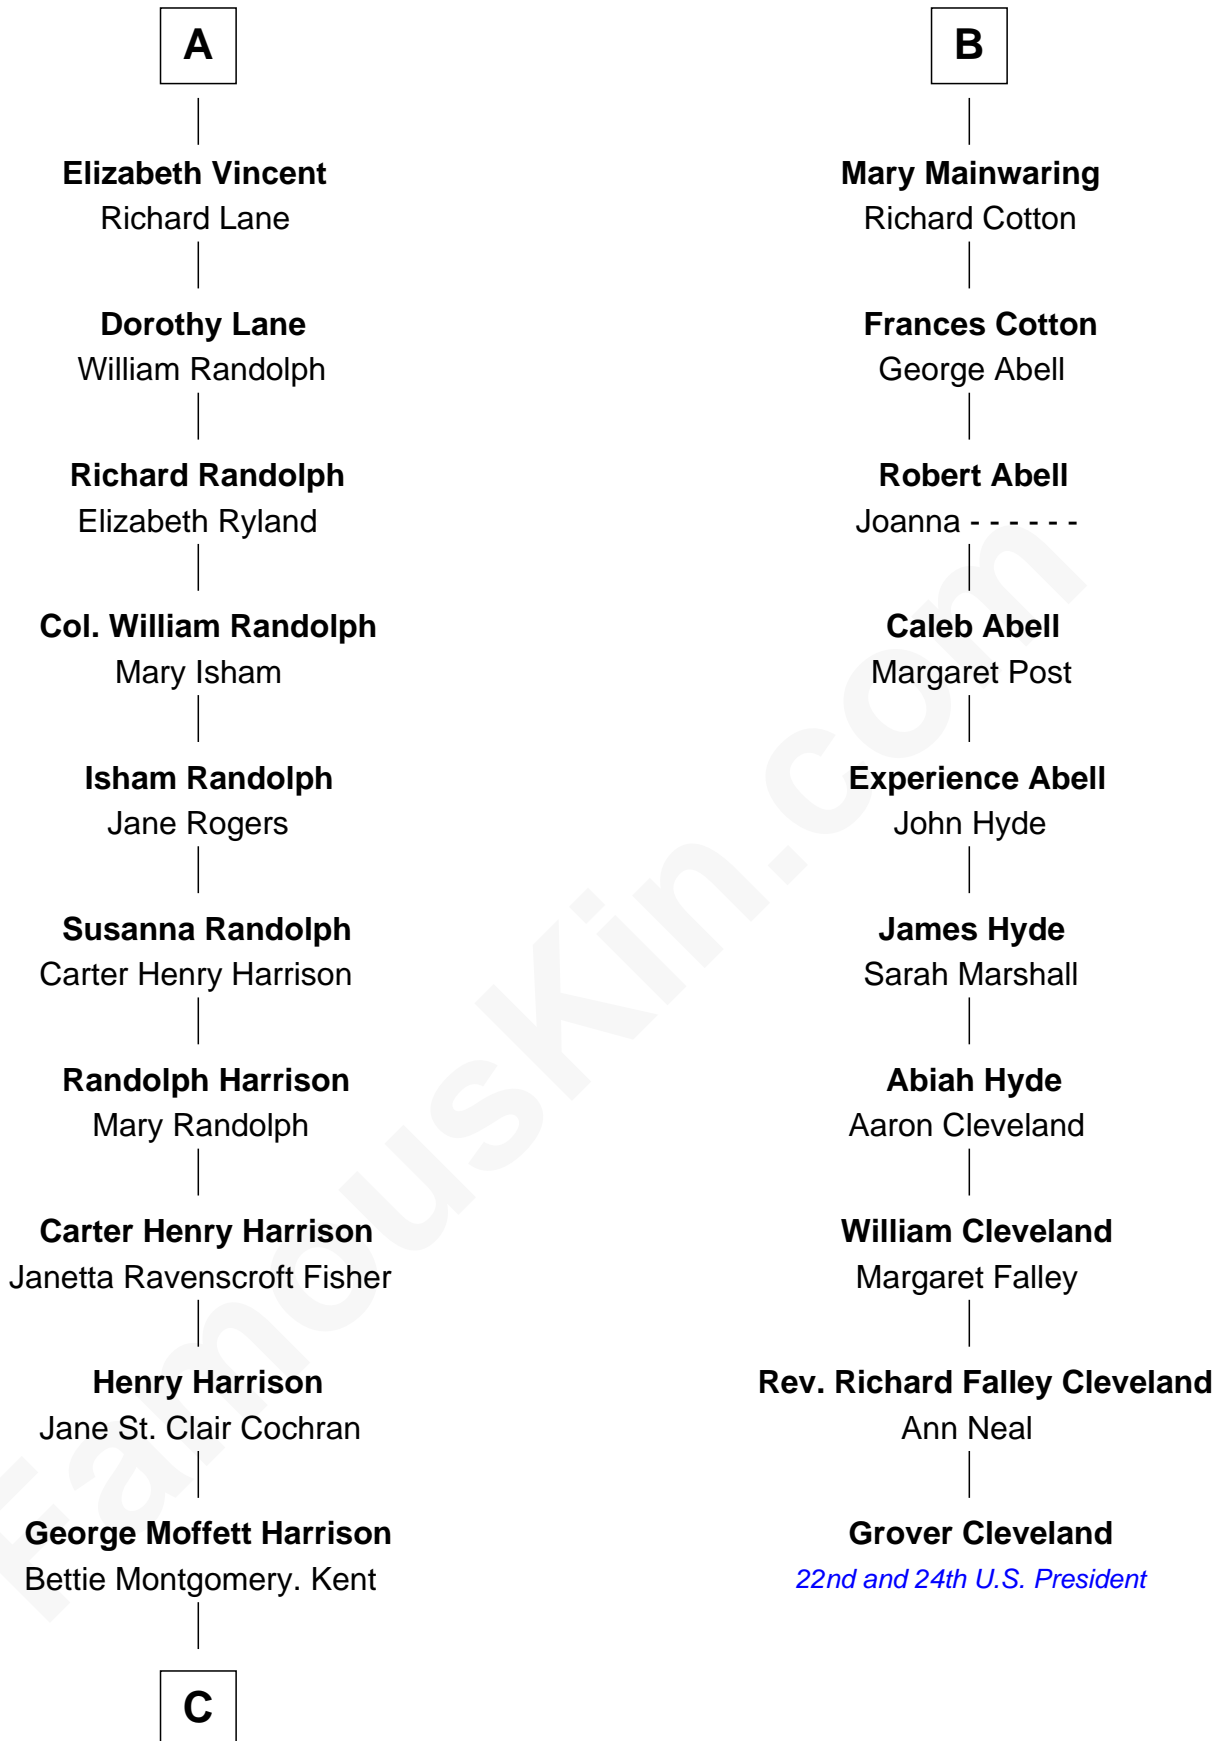 A
Elizabeth Vincent
Richard Lane
Dorothy Lane
William Randolph
Richard Randolph
Elizabeth Ryland
Col. William Randolph
Mary Isham
Isham Randolph
Jane Rogers
Susanna Randolph
Carter Henry Harrison
Randolph Harrison
Mary Randolph
Carter Henry Harrison
Janetta Ravenscroft Fisher
Henry Harrison
Jane St. Clair Cochran
George Moffett Harrison
Bettie Montgomery. Kent
C
B
Mary Mainwaring
Richard Cotton
Frances Cotton
George Abell
Robert Abell
Joanna - - - - - -
Caleb Abell
Margaret Post
Experience Abell
John Hyde
James Hyde
Sarah Marshall
Abiah Hyde
Aaron Cleveland
William Cleveland
Margaret Falley
Rev. Richard Falley Cleveland
Ann Neal
Grover Cleveland
22nd and 24th U.S. President
FamousKin.com